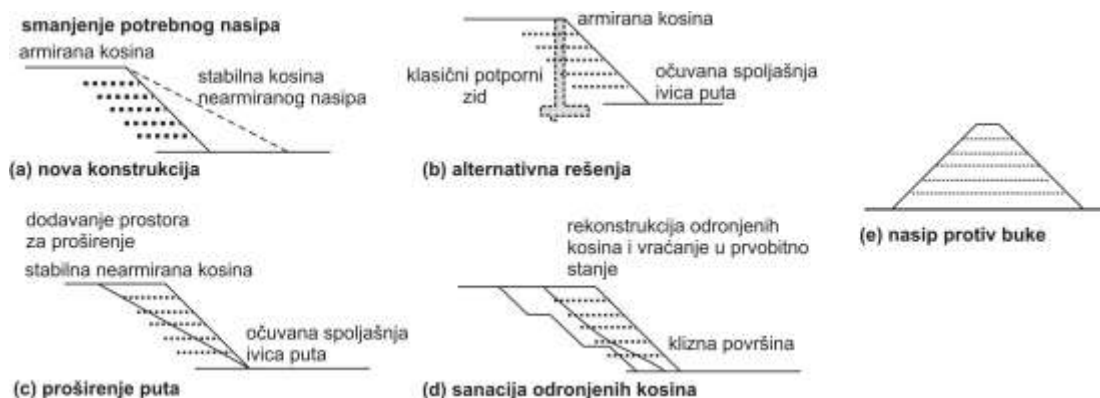 smanjenje potrebnog nasipa
armirana kosina
stabilna kosina
nearmiranog nasipa
(a) nova konstrukcija
armirana kosina
klasični potporni
zid
očuvana spoljašnja
ivica puta
(b) alternativna rešenja
dodavanje prostora
za proširenje
stabilna nearmirana kosina
očuvana spoljašnja
ivica puta
(c) proširenje puta
rekonstrukcija odronjenih
kosina i vraćanje u prvobitno
stanje
klizna površina
(d) sanacija odronjenih kosina
(e) nasip protiv buke